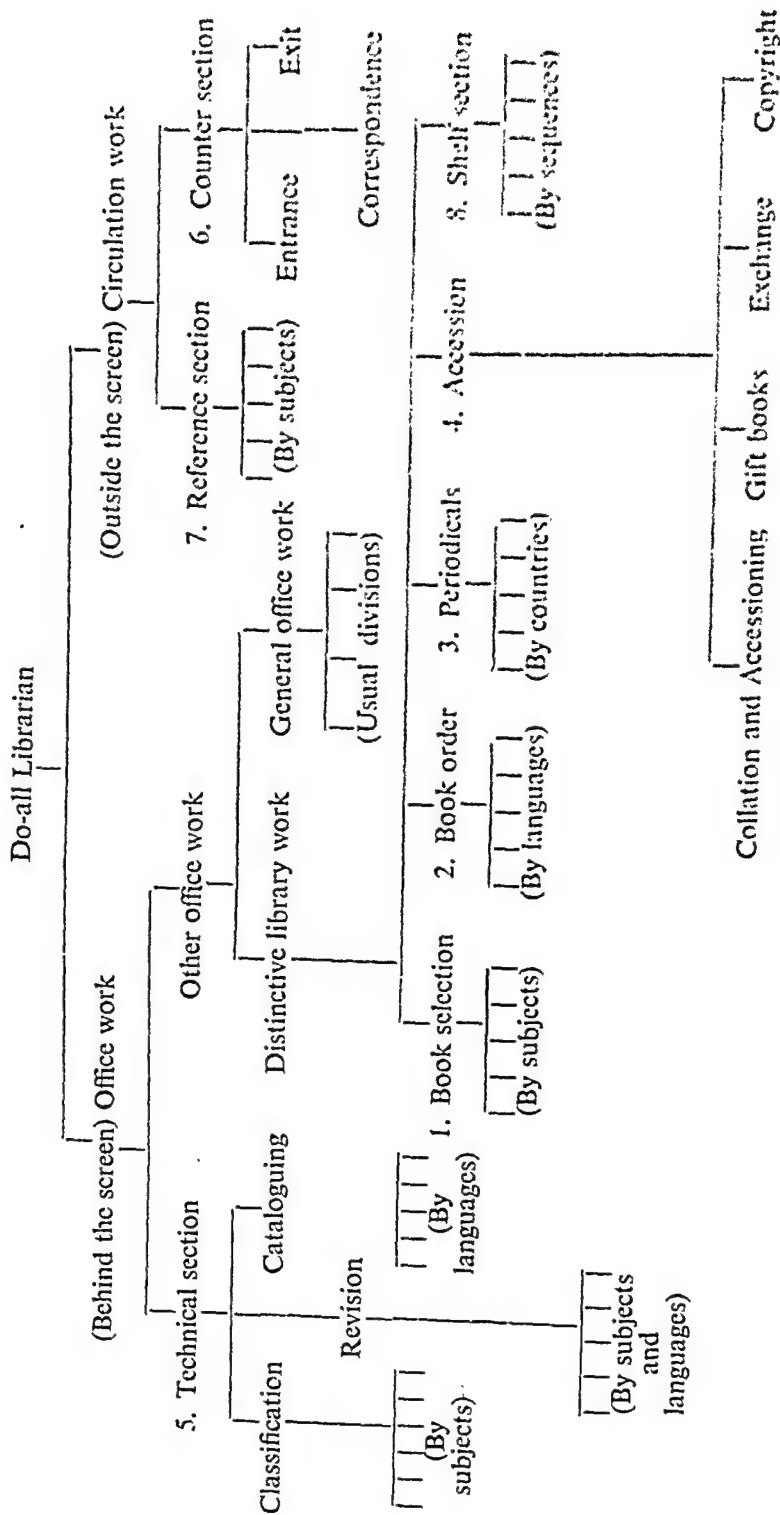 Do-all Librarian
(Behind the screen) Office work
(Outside the screen) Circulation work
5. Technical section
Other office work
7. Reference section
6. Counter section
(By subjects)
Entrance
Exit
Correspondence
Classification
Revision
Cataloguing
Distinctive library work
General office work
(Usual divisions)
(By
subjects)
(By subjects
and
languages)
(By
languages)
1. Book selection
2. Book order
3. Periodicals
4. Accession
8. Shelf section
(By subjects)
(By languages)
(By countries)
(By sequences)
Collation and Accessioning
Gift books
Exchange
Copyright